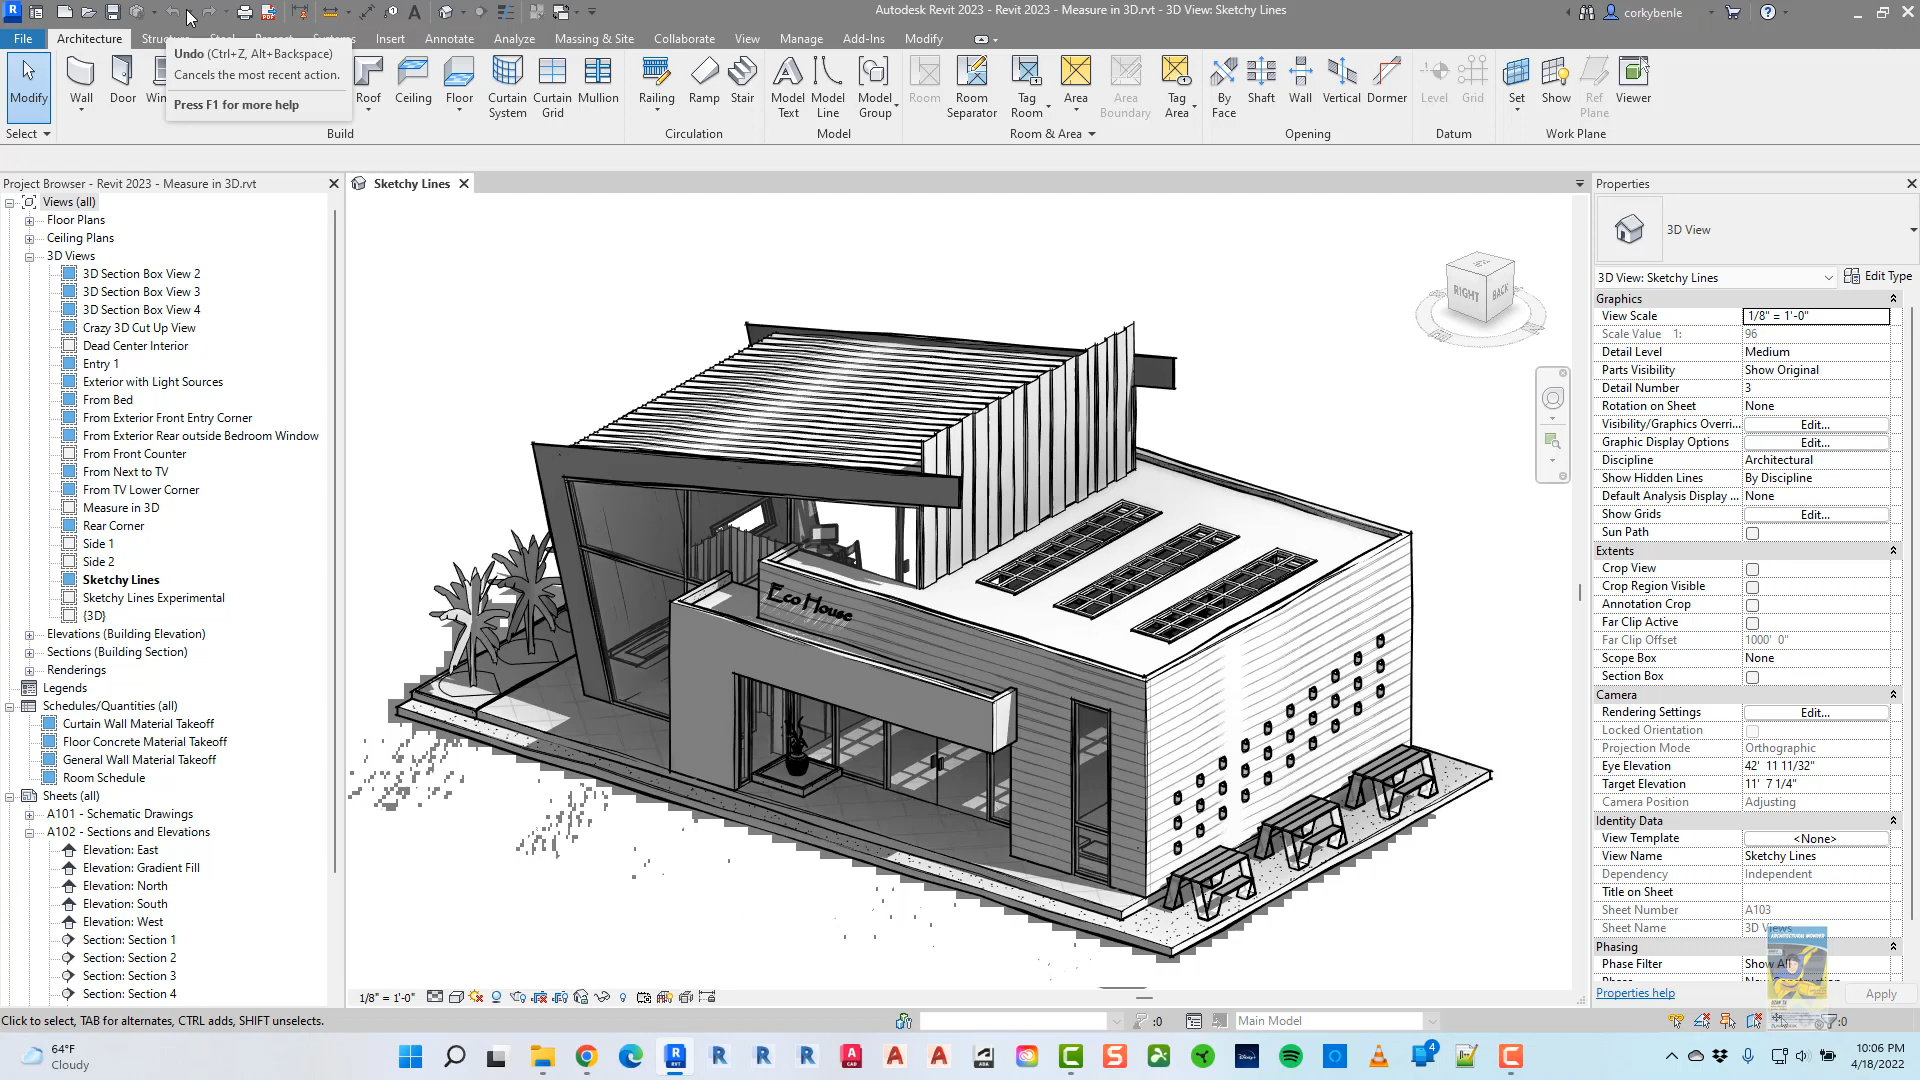 Autodesk Revit 2023 - Revit 2023 - Measure in 3D.rvt - 3D View: Sketchy Lines
corkybenle
File
Architecture
Insert
Annotate
Analyze
Massing & Site
Collaborate
View
Manage
Add-Ins
Modify
Undo (Ctrl+Z, Alt+Backspace)
Cancels the most recent action.
Press F1 for more help
Modify
Wall
Door
Roof
Ceiling
Floor
Curtain System
Curtain Grid
Mullion
Railing
Ramp
Stair
Model Text
Model Line
Model Group
Room
Room Separator
Tag Room
Area
Area Boundary
Tag Area
By Face
Shaft
Wall
Vertical
Dormer
Level
Grid
Set
Show
Ref Plane
Viewer
Select
Build
Circulation
Model
Room & Area
Opening
Datum
Work Plane
Project Browser - Revit 2023 - Measure in 3D.rvt
Views (all)
Floor Plans
Ceiling Plans
3D Views
3D Section Box View 2
3D Section Box View 3
3D Section Box View 4
Crazy 3D Cut Up View
Dead Center Interior
Entry 1
Exterior with Light Sources
From Bed
From Exterior Front Entry Corner
From Exterior Rear outside Bedroom Window
From Front Counter
From Next to TV
From TV Lower Corner
Measure in 3D
Rear Corner
Side 1
Side 2
Sketchy Lines
Sketchy Lines Experimental
{3D}
Elevations (Building Elevation)
Sections (Building Section)
Renderings
Legends
Schedules/Quantities (all)
Curtain Wall Material Takeoff
Floor Concrete Material Takeoff
General Wall Material Takeoff
Room Schedule
Sheets (all)
A101 - Schematic Drawings
A102 - Sections and Elevations
Elevation: East
Elevation: Gradient Fill
Elevation: North
Elevation: South
Elevation: West
Section: Section 1
Section: Section 2
Section: Section 3
Section: Section 4
Sketchy Lines
RIGHT
BACK
Eco House
1/8" = 1'-0"
Properties
3D View
3D View: Sketchy Lines
Edit Type
Graphics
View Scale 1/8" = 1'-0"
Scale Value 1: 96
Detail Level Medium
Parts Visibility Show Original
Detail Number 3
Rotation on Sheet None
Visibility/Graphics Overri... Edit...
Graphic Display Options Edit...
Discipline Architectural
Show Hidden Lines By Discipline
Default Analysis Display ... None
Show Grids Edit...
Sun Path
Extents
Crop View
Crop Region Visible
Annotation Crop
Far Clip Active
Far Clip Offset 1000' 0"
Scope Box None
Section Box
Camera
Rendering Settings Edit...
Locked Orientation
Projection Mode Orthographic
Eye Elevation 42' 11 11/32"
Target Elevation 11' 7 1/4"
Camera Position Adjusting
Identity Data
View Template <None>
View Name Sketchy Lines
Dependency Independent
Title on Sheet
Sheet Number A103
Sheet Name 3D Views
Phasing
Phase Filter Show All
Properties help
Apply
Click to select, TAB for alternates, CTRL adds, SHIFT unselects.
:0
Main Model
:0
64°F
Cloudy
4
10:06 PM
4/18/2022